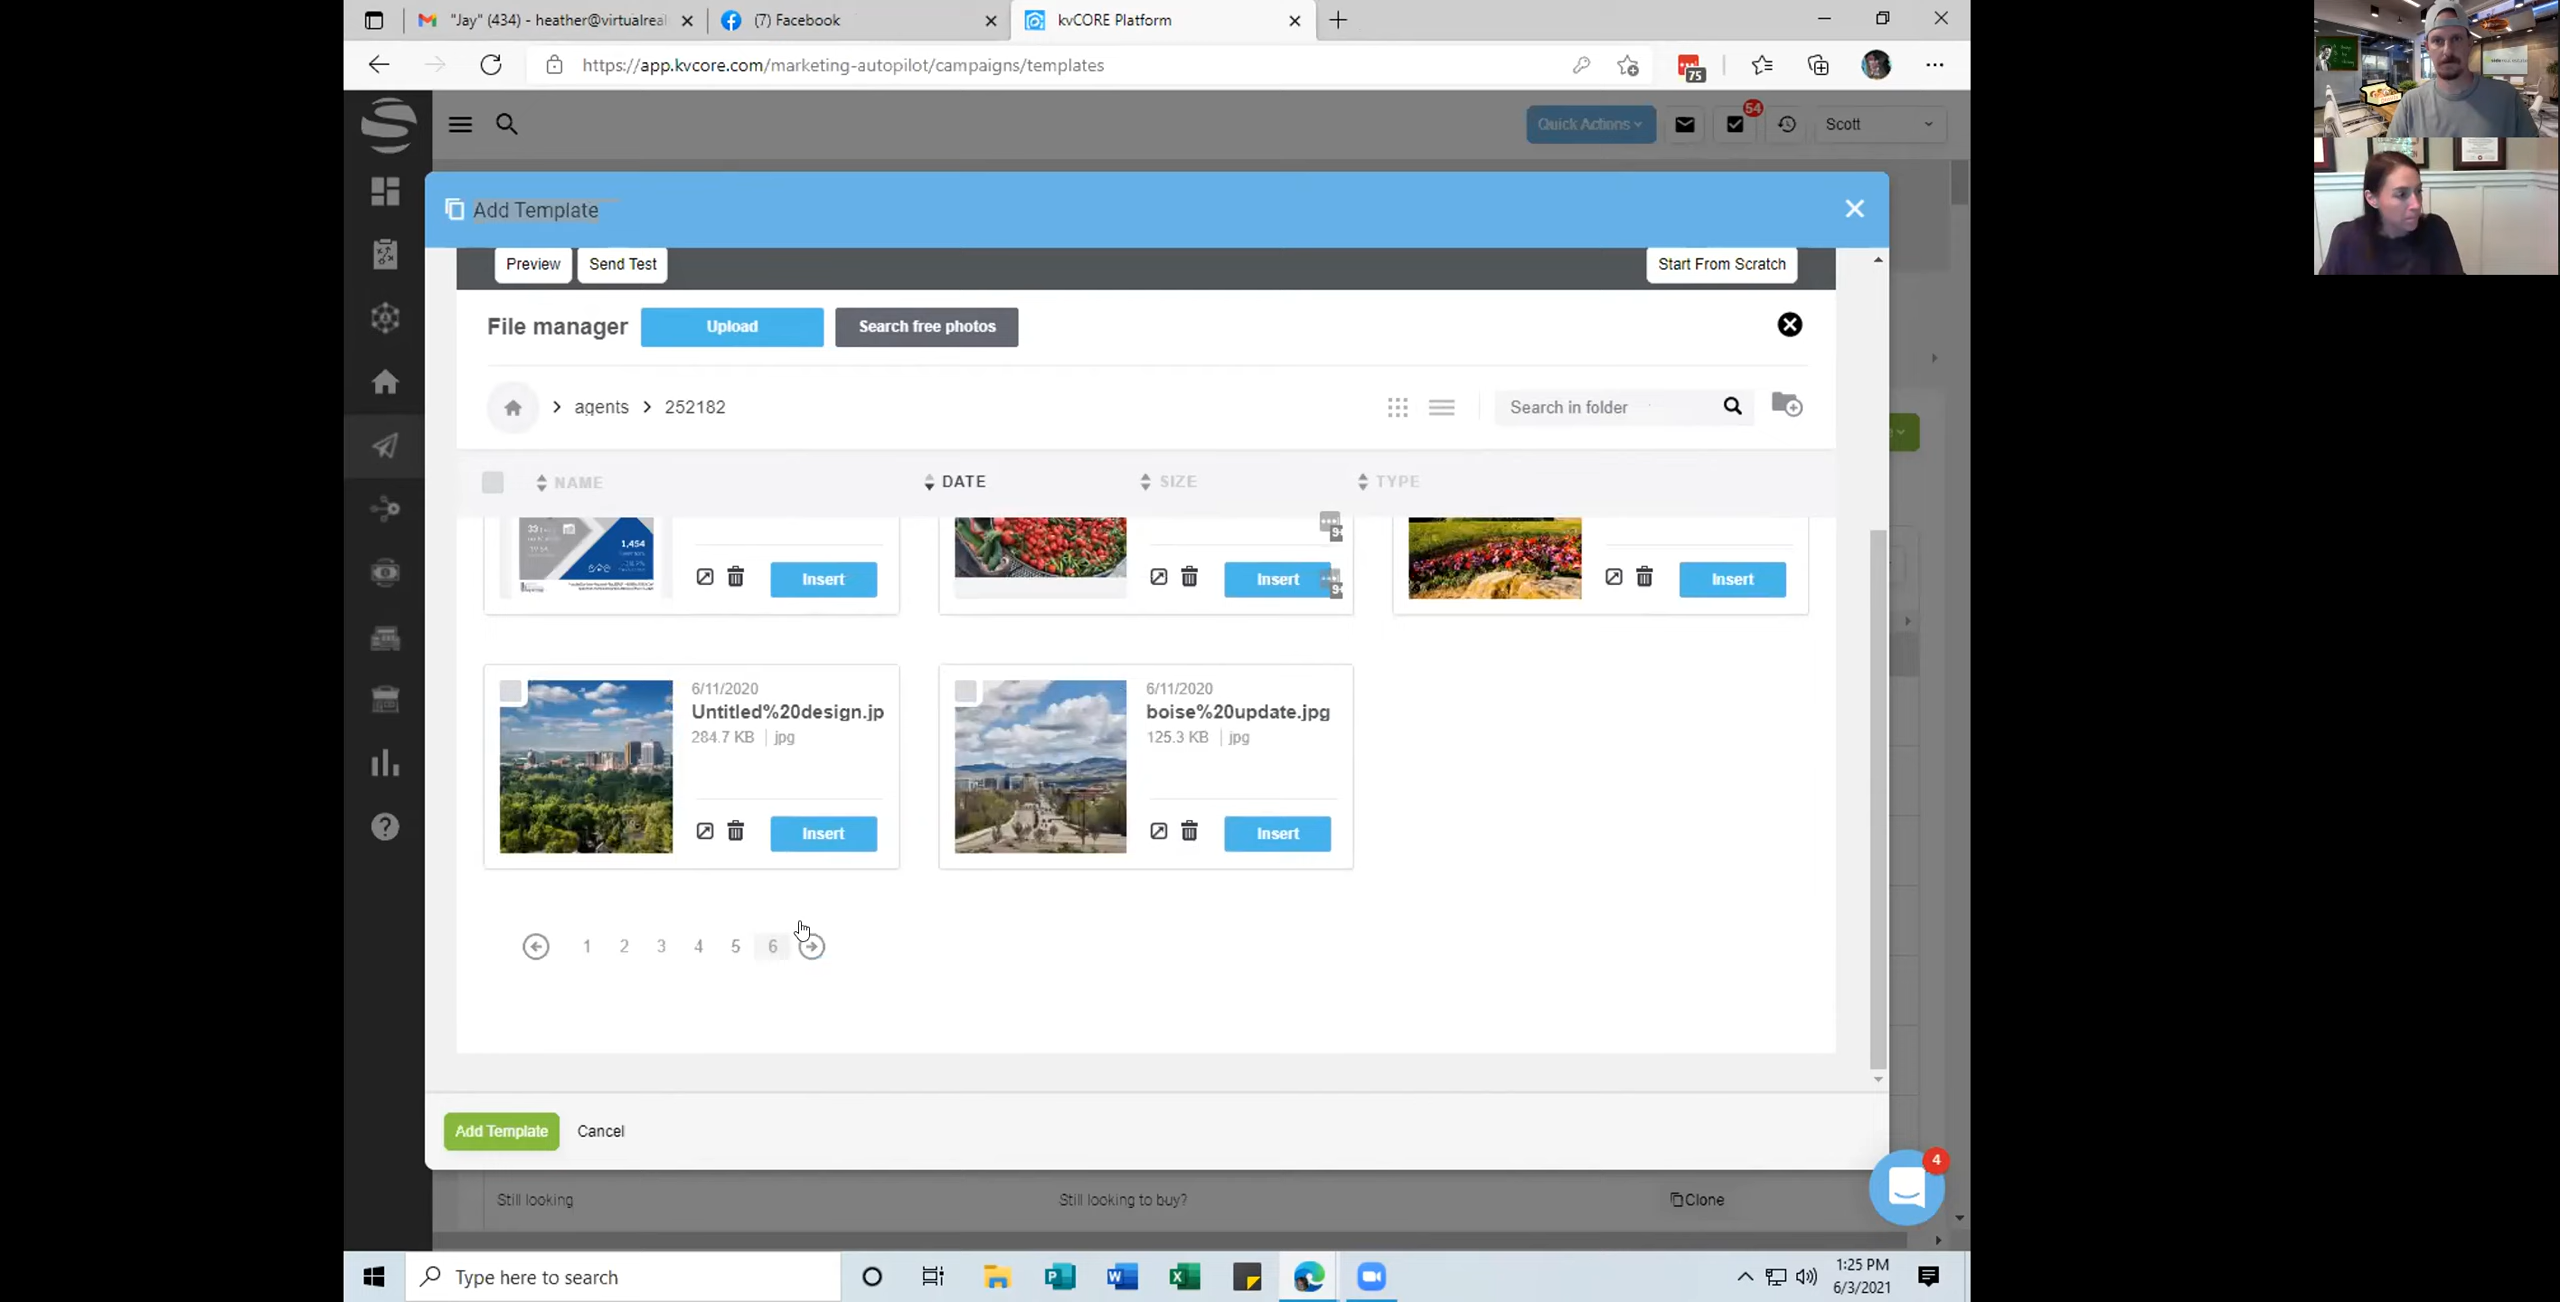 "Jay" (434) - heather@virtualreal
(7) Facebook
kvCORE Platform
https://app.kvcore.com/marketing-autopilot/campaigns/templates
75
Quick Actions
54
Scott
Add Template
Preview
Send Test
Start From Scratch
File manager
Upload
Search free photos
agents
252182
Search in folder
NAME
DATE
SIZE
TYPE
1,454
9+
9+
Insert
Insert
Insert
6/11/2020
Untitled%20design.jp
284.7 KB
jpg
Insert
6/11/2020
boise%20update.jpg
125.3 KB
jpg
Insert
1 2 3 4 5 6
Add Template
Cancel
4
Still looking
Still looking to buy?
Clone
Type here to search
1:25 PM
6/3/2021